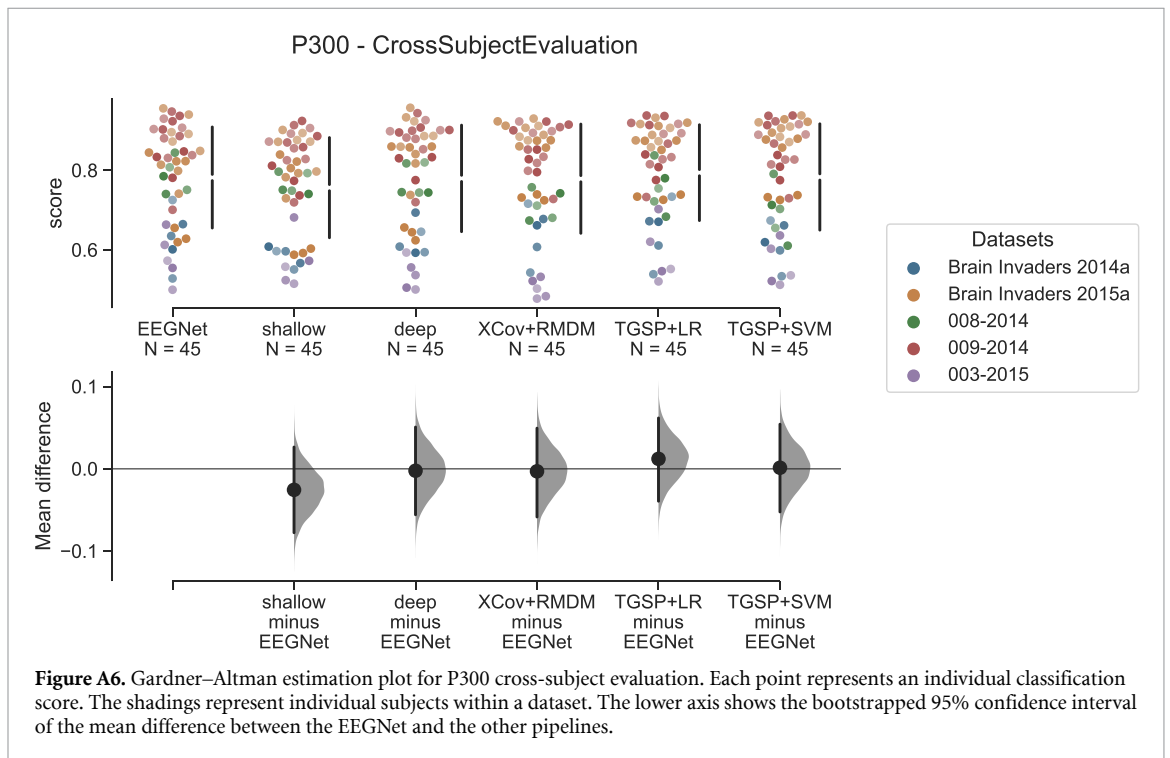 P300 - CrossSubjectEvaluation
score
0.8
0.6
EEGNet
N = 45
shallow
N = 45
deep
N = 45
XCov+RMDM
N = 45
TGSP+LR
N = 45
TGSP+SVM
N = 45
Datasets
Brain Invaders 2014a
Brain Invaders 2015a
008-2014
009-2014
003-2015
Mean difference
0.1
0.0
−0.1
shallow
minus
EEGNet
deep
minus
EEGNet
XCov+RMDM
minus
EEGNet
TGSP+LR
minus
EEGNet
TGSP+SVM
minus
EEGNet
Figure A6. Gardner–Altman estimation plot for P300 cross-subject evaluation. Each point represents an individual classification
score. The shadings represent individual subjects within a dataset. The lower axis shows the bootstrapped 95% confidence interval
of the mean difference between the EEGNet and the other pipelines.